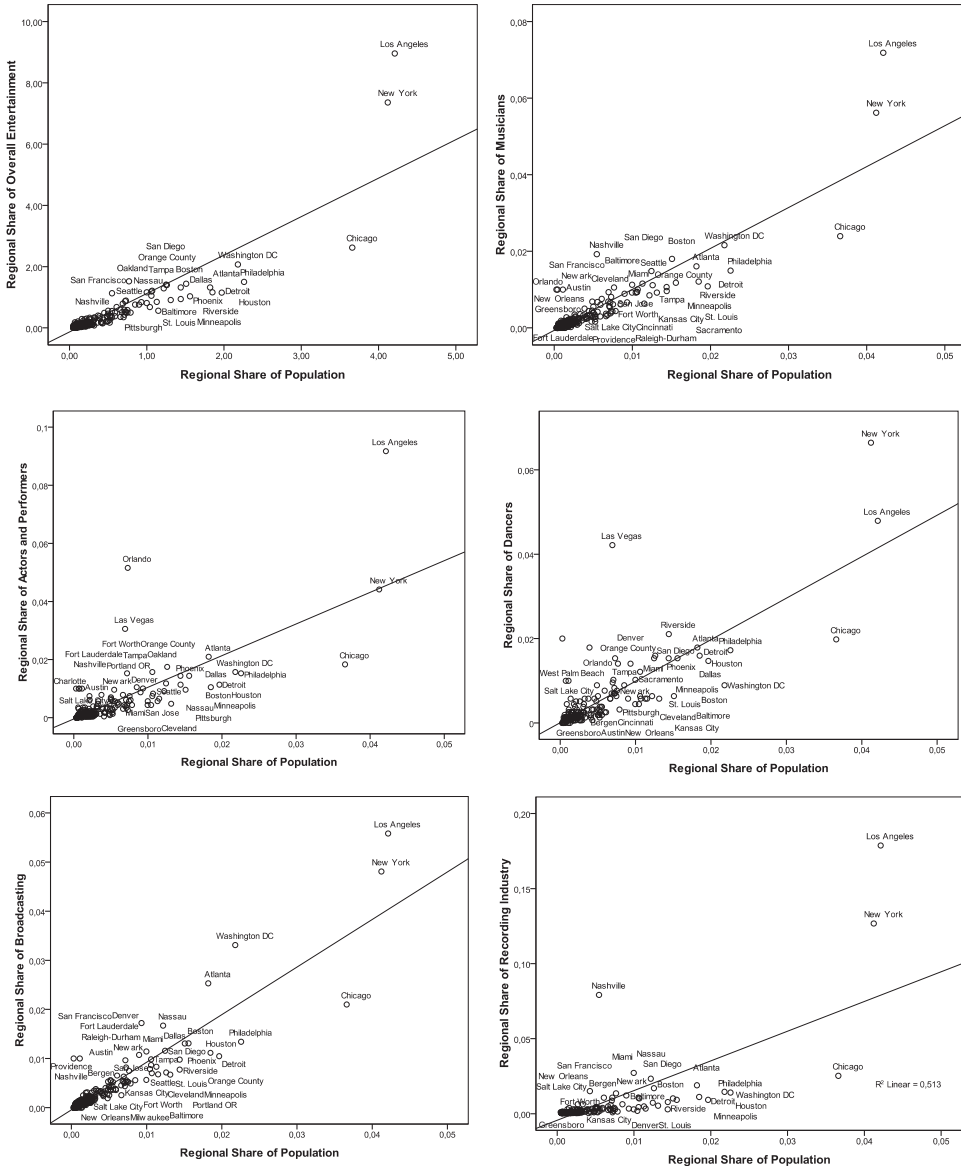 10,00
8,00
6,00
4,00
2,00
0,00
Regional Share of Overall Entertainment
Los Angeles
New York
Chicago
San Diego
Orange County
Washington DC
Oakland Tampa Boston
Atlanta Philadelphia
San Francisco Nassau Dallas
Seattle
Nashville Phoenix Riverside Houston
Baltimore
Pittsburgh St. Louis Minneapolis
Detroit
0,00 1,00 2,00 3,00 4,00 5,00
Regional Share of Population
0,08
0,06
0,04
0,02
0,00
Regional Share of Musicians
Los Angeles
New York
Chicago
San Diego Boston Washington DC
Nashville
Baltimore Seattle Atlanta
San Francisco Philadelphia
New ark Cleveland Miami Orange County
Orlando Austin Detroit
New Orleans Tampa Riverside
Greensboro San Jose Minneapolis
Fort Worth Kansas City St. Louis
Salt Lake City Cincinnati Sacramento
Fort Lauderdale Providence Raleigh-Durham
0,00 0,01 0,02 0,03 0,04 0,05
Regional Share of Population
0,1
0,08
0,06
0,04
0,02
0
Regional Share of Actors and Performers
Los Angeles
Orlando
New York
Las Vegas
Fort Worth Orange County
Fort Lauderdale Tampa Oakland Atlanta
Chicago
Nashville Portland OR Phoenix Washington DC
Denver Dallas Philadelphia
Charlotte Austin Riverside Detroit
Seattle Boston Houston
Salt Lake City Nassau Minneapolis
Miami San Jose Pittsburgh
Greensboro Cleveland
0,00 0,01 0,02 0,03 0,04 0,05
Regional Share of Population
0,06
0,04
0,02
0,00
Regional Share of Dancers
New York
Los Angeles
Las Vegas
Riverside
Chicago
Denver Atlanta Philadelphia
Orange County San Diego Detroit
Orlando Miami Phoenix Houston
West Palm Beach Tampa Dallas
Sacramento Washington DC
Salt Lake City New ark Minneapolis
St. Louis Boston
Pittsburgh Cleveland Baltimore
Bergen Cincinnati Kansas City
Greensboro Austin New Orleans
0,00 0,01 0,02 0,03 0,04 0,05
Regional Share of Population
0,06
0,05
0,04
0,03
0,02
0,01
0,00
Regional Share of Broadcasting
Los Angeles
New York
Washington DC
Atlanta
Chicago
San Francisco Denver Nassau
Fort Lauderdale Boston Philadelphia
Raleigh-Durham Miami Dallas Houston
Austin New ark San Diego
Providence Tampa Phoenix Detroit
Bergen San Jose Riverside
Nashville Seattle St. Louis Orange County
Kansas City Cleveland Minneapolis
Salt Lake City Fort Worth Portland OR
New Orleans Milw aukee Baltimore
0,00 0,01 0,02 0,03 0,04 0,05
Regional Share of Population
0,20
0,15
0,10
0,05
0,00
Regional Share of Recording Industry
Los Angeles
New York
Nashville
Miami Nassau
San Francisco San Diego Atlanta Chicago
New Orleans New ark Boston
Salt Lake City Bergen Philadelphia
R² Linear = 0,513
Baltimore Washington DC
Fort Worth Detroit Houston
Riverside
Kansas City Minneapolis
Greensboro Denver St. Louis
0,00 0,01 0,02 0,03 0,04 0,05
Regional Share of Population